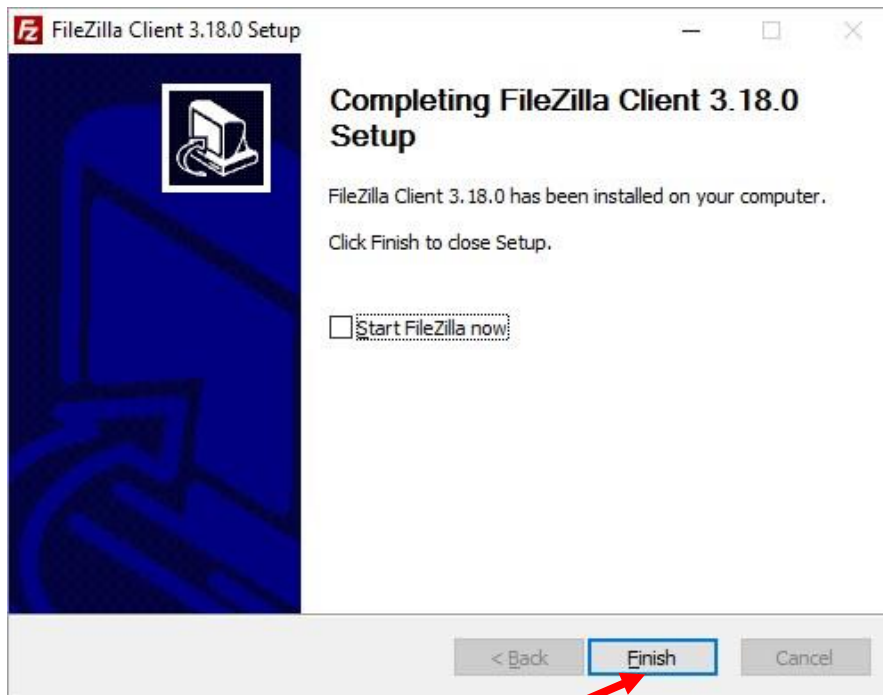 FileZilla Client 3.18.0 Setup
Completing FileZilla Client 3.18.0
Setup
FileZilla Client 3.18.0 has been installed on your computer.
Click Finish to close Setup.
Start FileZilla now
< Back Finish Cancel